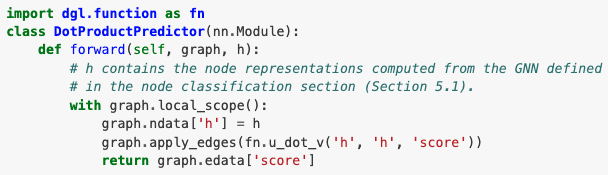 import dgl.function as fn
class DotProductPredictor(nn.Module):
    def forward(self, graph, h):
        # h contains the node representations computed from the GNN defined
        # in the node classification section (Section 5.1).
        with graph.local_scope():
            graph.ndata['h'] = h
            graph.apply_edges(fn.u_dot_v('h', 'h', 'score'))
            return graph.edata['score']